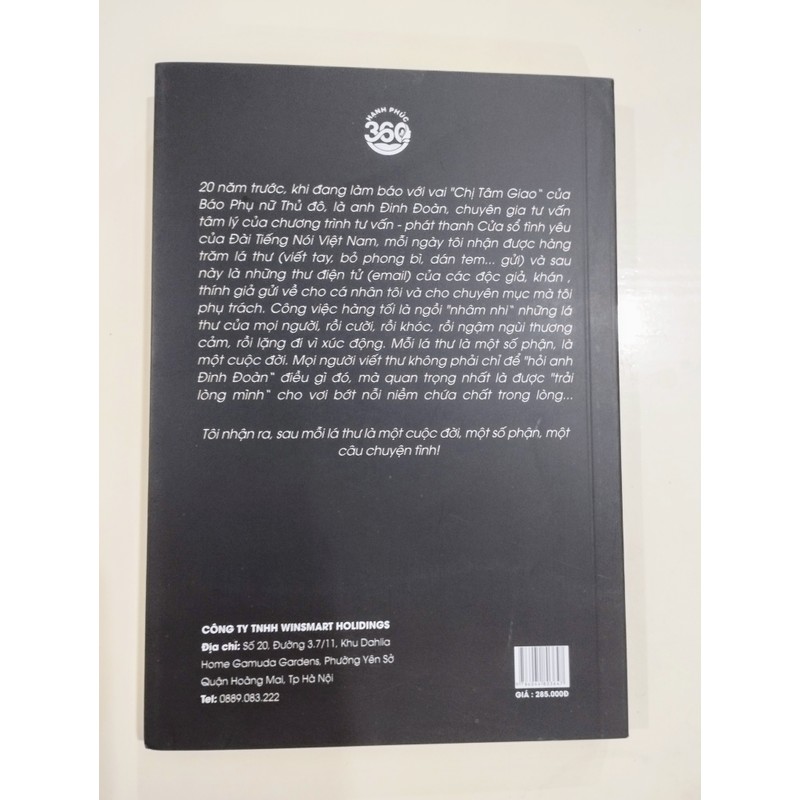 HẠNH PHÚC
360
20 năm trước, khi đang làm báo với vai "Chị Tâm Giao" của
Báo Phụ nữ Thủ đô, là anh Đinh Đoàn, chuyên gia tư vấn
tâm lý của chương trình tư vấn - phát thanh Cửa sổ tình yêu
của Đài Tiếng Nói Việt Nam, mỗi ngày tôi nhận được hàng
trăm lá thư (viết tay, bỏ phong bì, dán tem... gửi) và sau
này là những thư điện tử (email) của các độc giả, khán ,
thính giả gửi về cho cá nhân tôi và cho chuyên mục mà tôi
phụ trách. Công việc hàng tối là ngồi "nhâm nhi" những lá
thư của mọi người, rồi cười, rồi khóc, rồi ngậm ngùi thương
cảm, rồi lặng đi vì xúc động. Mỗi lá thư là một số phận, là
một cuộc đời. Mọi người viết thư không phải chỉ để "hỏi anh
Đinh Đoàn" điều gì đó, mà quan trọng nhất là được "trải
lòng mình" cho vơi bớt nỗi niềm chứa chất trong lòng...
Tôi nhận ra, sau mỗi lá thư là một cuộc đời, một số phận, một
câu chuyện tình!
CÔNG TY TNHH WINSMART HOLIDINGS
Địa chỉ: Số 20, Đường 3.7/11, Khu Dahlia
Home Gamuda Gardens, Phường Yên Sở
Quận Hoàng Mai, Tp Hà Nội
Tel: 0889.083.222
GIÁ : 285.000Đ